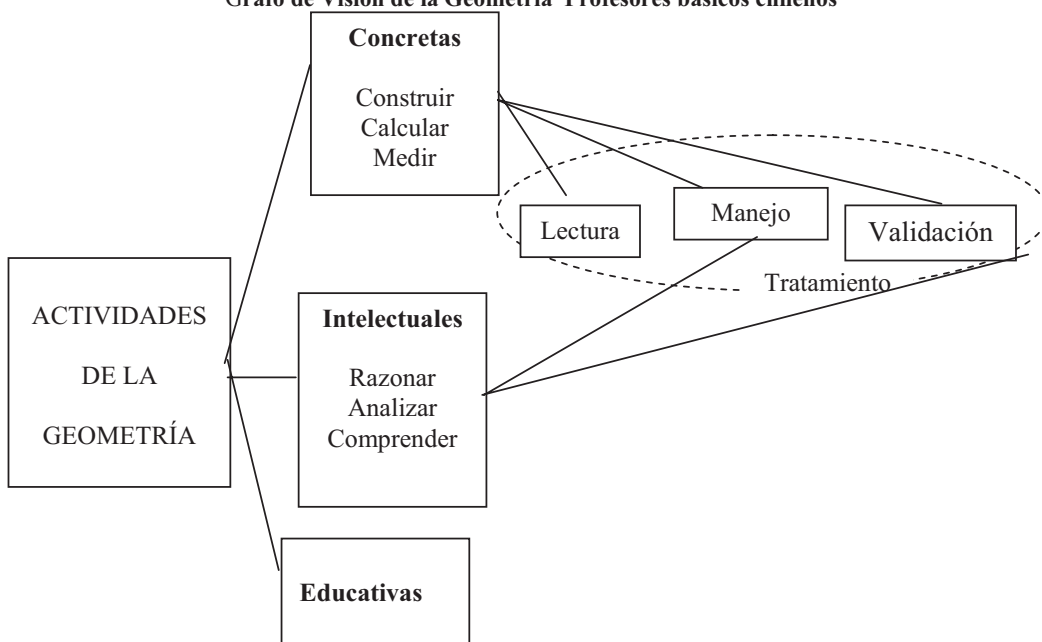 Grafo de Visión de la Geometría Profesores básicos chilenos
Concretas
Construir
Calcular
Medir
Lectura
Manejo
Validación
Tratamiento
ACTIVIDADES
DE LA
GEOMETRÍA
Intelectuales
Razonar
Analizar
Comprender
Educativas